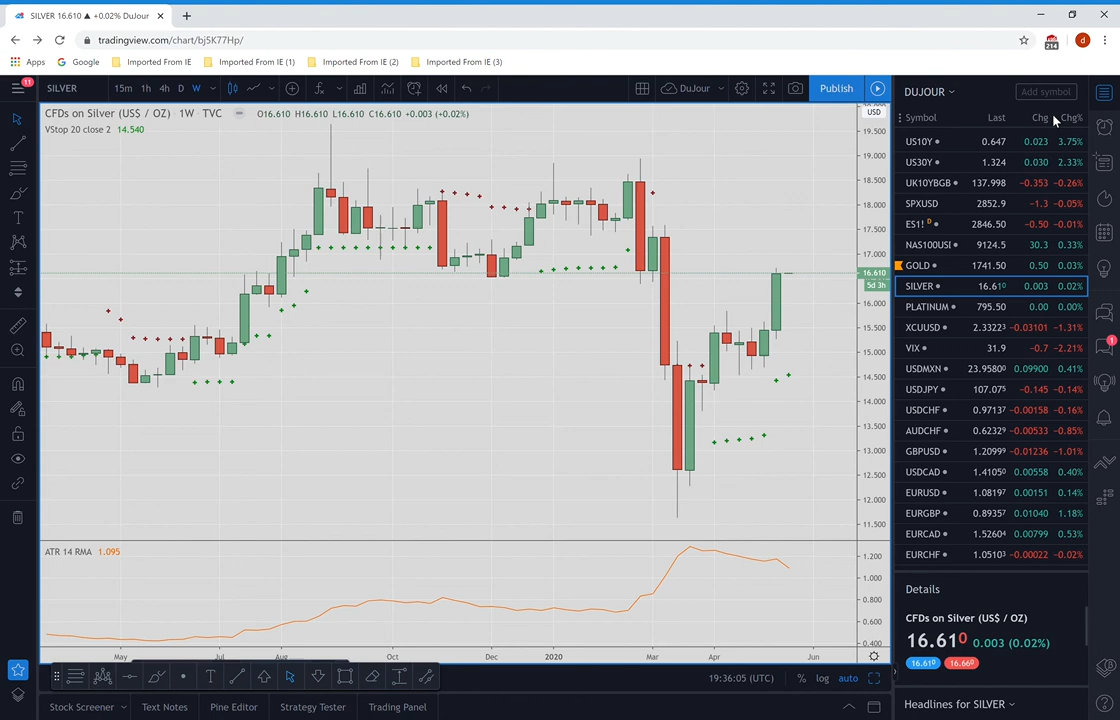 SILVER 16.610 ▲ +0.02% DuJour
tradingview.com/chart/bj5K77Hp/
214
d
Apps Google Imported From IE Imported From IE (1) Imported From IE (2) Imported From IE (3)
11
SILVER 15m 1h 4h D W DuJour Publish
DUJOUR Add symbol
CFDs on Silver (US$ / OZ) 1W TVC O16.610 H16.610 L16.610 C16.610 +0.003 (+0.02%)
VStop 20 close 2 14.540
USD
19.500
19.000
18.500
18.000
17.500
17.000
16.610
5d 3h
16.000
15.500
15.000
14.500
14.000
13.500
13.000
12.500
12.000
11.500
ATR 14 RMA 1.095
1.200
1.000
0.800
0.600
0.400
May Jul Aug Oct Dec 2020 Mar Apr Jun
Symbol Last Chg Chg%
US10Y 0.647 0.023 3.75%
US30Y 1.324 0.030 2.33%
UK10YBGB 137.998 −0.353 −0.26%
SPXUSD 2852.9 −1.3 −0.05%
ES1! D 2846.50 −0.50 −0.01%
NAS100USI 9124.5 30.3 0.33%
GOLD 1741.50 0.50 0.03%
SILVER 16.610 0.003 0.02%
PLATINUM 795.50 0.00 0.00%
XCUUSD 2.33223 −0.03101 −1.31%
VIX 31.9 −0.7 −2.21%
USDMXN 23.95800 0.09900 0.41%
USDJPY 107.075 −0.145 −0.14%
USDCHF 0.97137 −0.00158 −0.16%
AUDCHF 0.62329 −0.00533 −0.85%
GBPUSD 1.20999 −0.01236 −1.01%
USDCAD 1.41050 0.00558 0.40%
EURUSD 1.08197 0.00151 0.14%
EURGBP 0.89357 0.01040 1.18%
EURCAD 1.52604 0.00799 0.53%
EURCHF 1.05103 −0.00022 −0.02%
1
Details
CFDs on Silver (US$ / OZ)
16.610 0.003 (0.02%)
16.610 16.660
Headlines for SILVER
19:36:05 (UTC) % log auto
Stock Screener Text Notes Pine Editor Strategy Tester Trading Panel